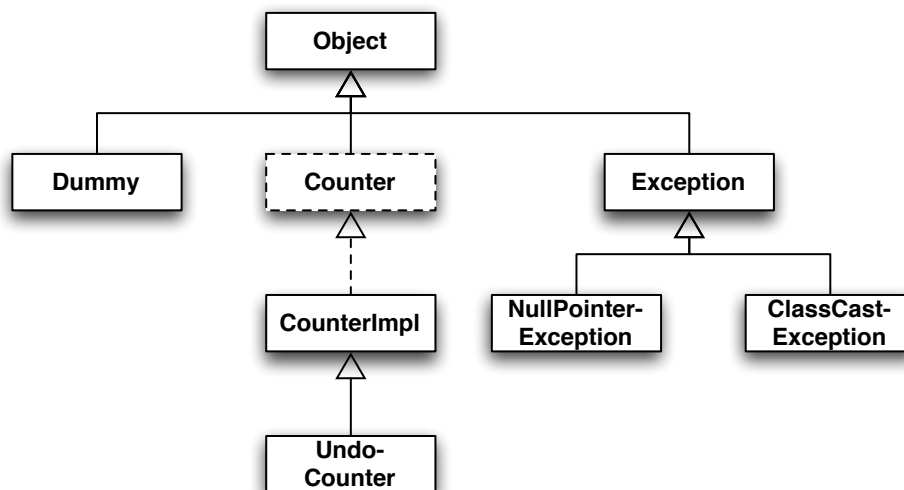 Object
Dummy
Counter
Exception
CounterImpl
NullPointer-
Exception
ClassCast-
Exception
Undo-
Counter